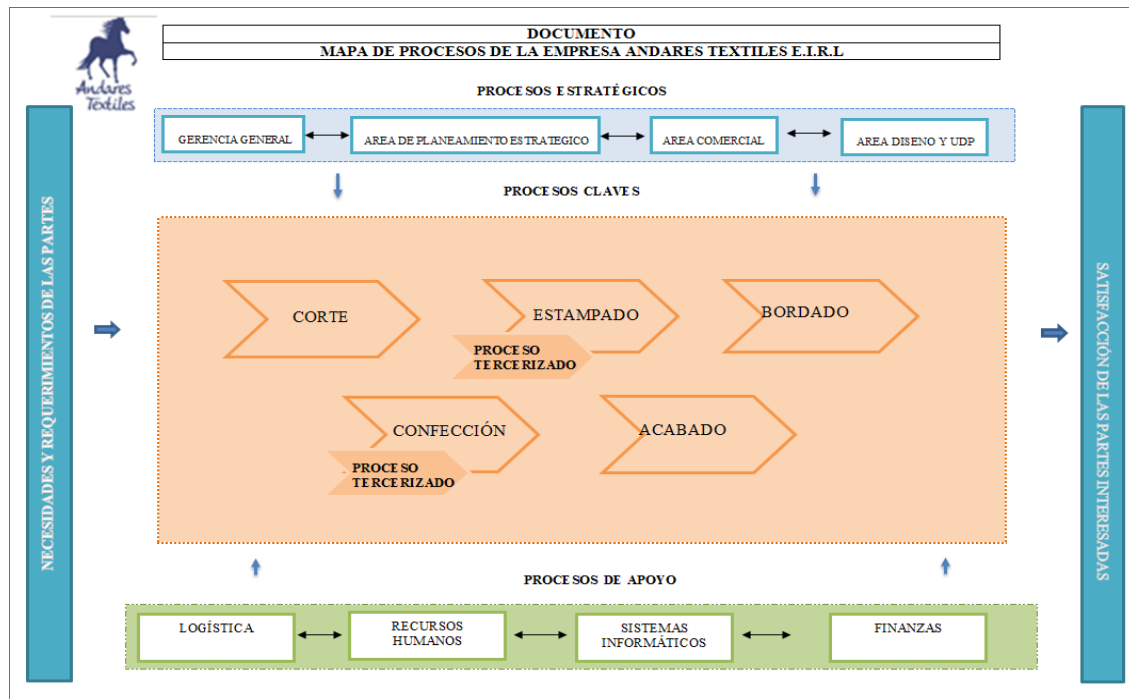 Andares
Textiles
DOCUMENTO
MAPA DE PROCESOS DE LA EMPRESA ANDARES TEXTILES E.I.R.L
PROCESOS ESTRATÉGICOS
GERENCIA GENERAL
AREA DE PLANEAMIENTO ESTRATEGICO
AREA COMERCIAL
AREA DISENO Y UDP
PROCESOS CLAVES
NECESIDADES Y REQUERIMIENTOS DE LAS PARTES
CORTE
ESTAMPADO
BORDADO
PROCESO
TERCERIZADO
CONFECCIÓN
ACABADO
PROCESO
TERCERIZADO
SATISFACCIÓN DE LAS PARTES INTERESADAS
PROCESOS DE APOYO
LOGÍSTICA
RECURSOS
HUMANOS
SISTEMAS
INFORMÁTICOS
FINANZAS